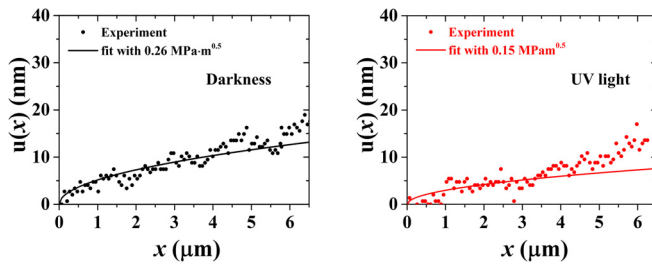 40
30
20
10
0
u(x) (nm)
Experiment
fit with 0.26 MPa·m^0.5
Darkness
0 1 2 3 4 5 6
x (μm)
40
30
20
10
0
u(x) (nm)
Experiment
fit with 0.15 MPam^0.5
UV light
0 1 2 3 4 5 6
x (μm)